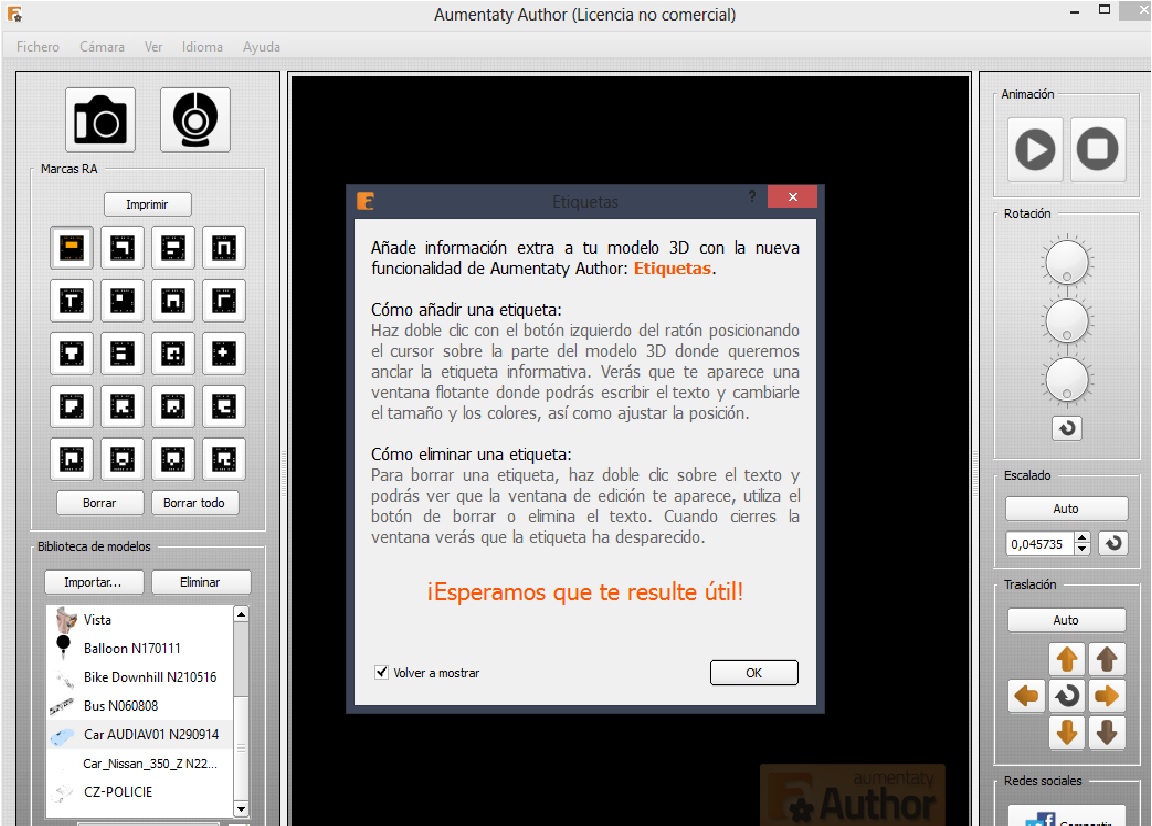 Aumentaty Author (Licencia no comercial)
Fichero Cámara Ver Idioma Ayuda
Marcas RA
Imprimir
Borrar Borrar todo
Biblioteca de modelos
Importar... Eliminar
Vista
Balloon N170111
Bike Downhill N210516
Bus N060808
Car AUDIAV01 N290914
Car_Nissan_350_Z N22...
CZ-POLICIE
Etiquetas
?
Añade información extra a tu modelo 3D con la nueva
funcionalidad de Aumentaty Author: Etiquetas.
Cómo añadir una etiqueta:
Haz doble clic con el botón izquierdo del ratón posicionando
el cursor sobre la parte del modelo 3D donde queremos
anclar la etiqueta informativa. Verás que te aparece una
ventana flotante donde podrás escribir el texto y cambiarle
el tamaño y los colores, así como ajustar la posición.
Cómo eliminar una etiqueta:
Para borrar una etiqueta, haz doble clic sobre el texto y
podrás ver que la ventana de edición te aparece, utiliza el
botón de borrar o elimina el texto. Cuando cierres la
ventana verás que la etiqueta ha desparecido.
¡Esperamos que te resulte útil!
Volver a mostrar
OK
aumentaty
Author
Animación
Rotación
Escalado
Auto
0,045735
Traslación
Auto
Redes sociales
Compartir